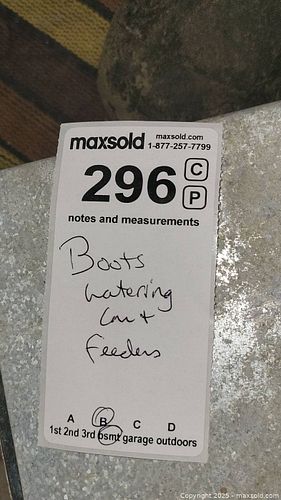 maxsold maxsold.com
1-877-257-7799
296 C
P
notes and measurements
Boots
Watering
Can +
Feeders
A B C D
1st 2nd 3rd bsmt garage outdoors
Copyright 2025 - maxsold.com